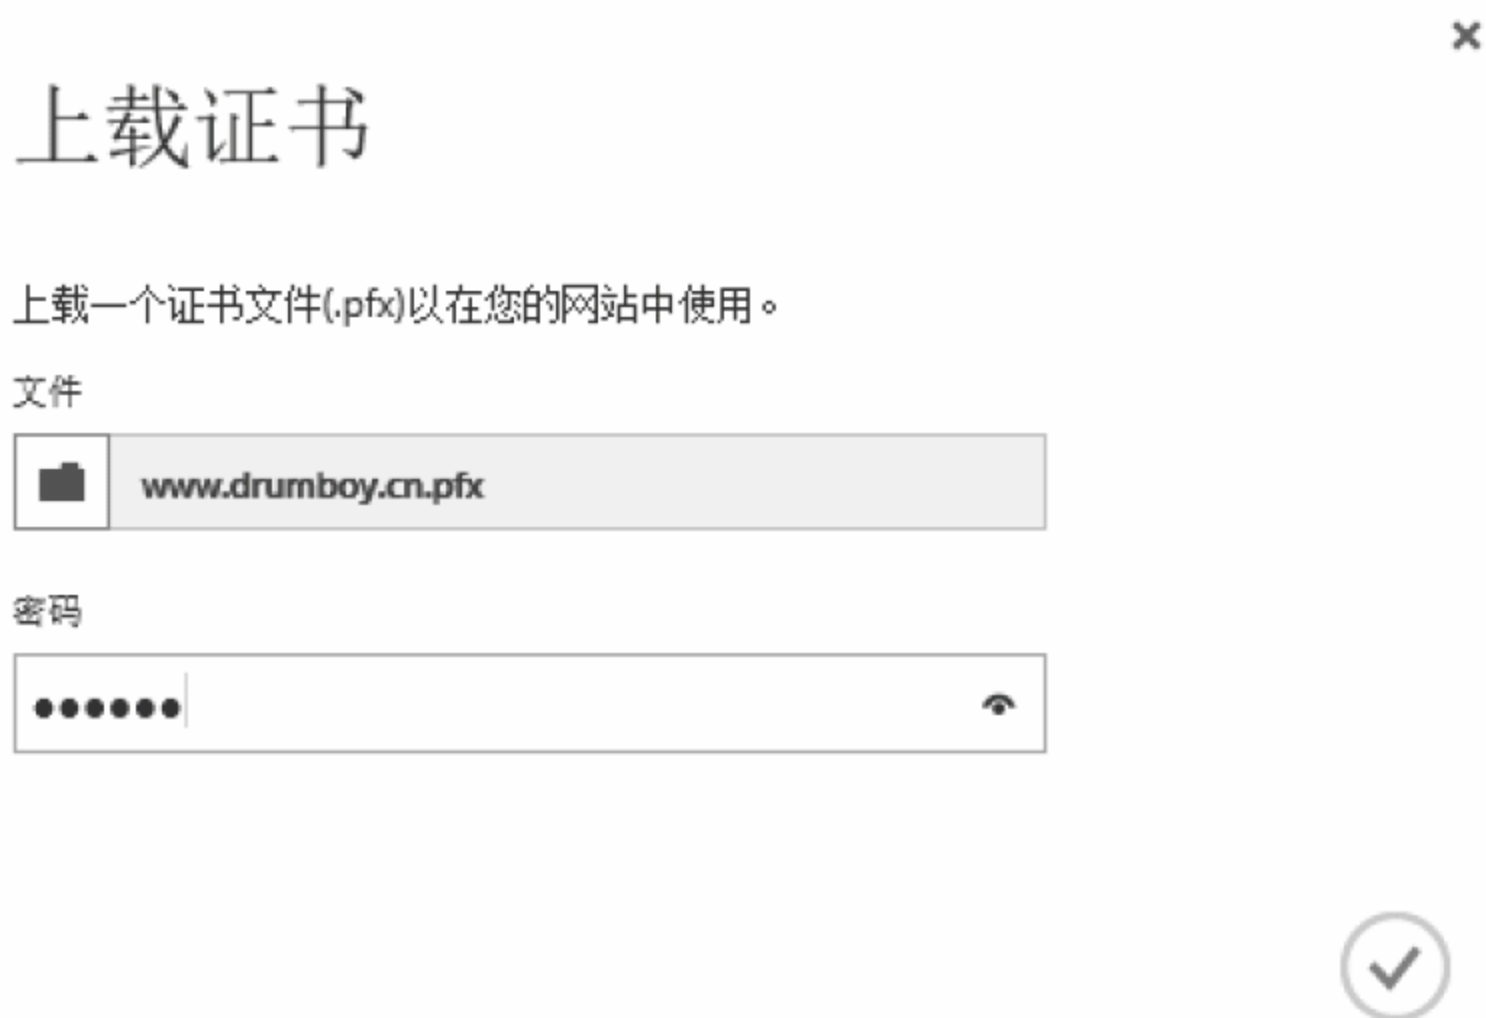 上载证书
上载一个证书文件(.pfx)以在您的网站中使用。
文件
www.drumboy.cn.pfx
密码
●●●●●●